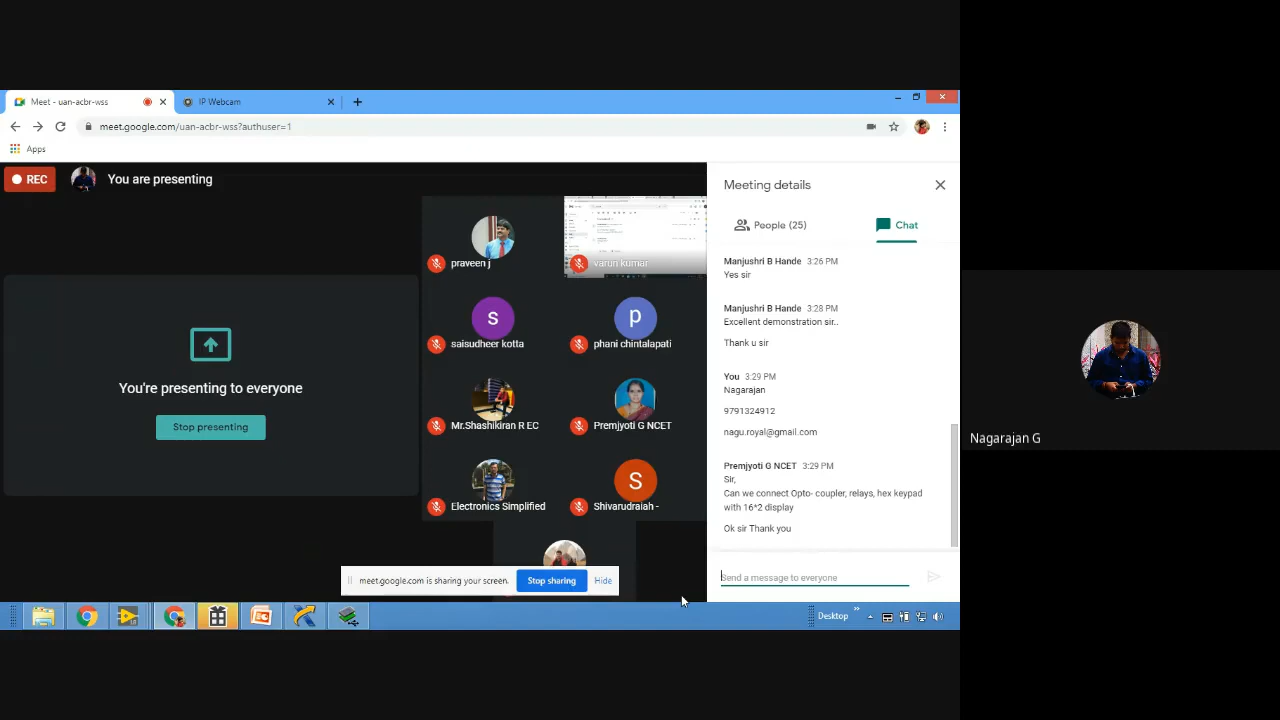 Meet - uan-acbr-wss
IP Webcam
meet.google.com/uan-acbr-wss?authuser=1
Apps
REC
You are presenting
You're presenting to everyone
Stop presenting
praveen j
varun kumar
s
saisudheer kotta
p
phani chintalapati
Mr.Shashikiran R EC
Premjyoti G NCET
Electronics Simplified
S
Shivarudraiah -
meet.google.com is sharing your screen.
Stop sharing
Hide
Meeting details
People (25)
Chat
Manjushri B Hande 3:26 PM
Yes sir
Manjushri B Hande 3:28 PM
Excellent demonstration sir..
Thank u sir
You 3:29 PM
Nagarajan
9791324912
nagu.royal@gmail.com
Premjyoti G NCET 3:29 PM
Sir,
Can we connect Opto- coupler, relays, hex keypad
with 16*2 display
Ok sir Thank you
Send a message to everyone
Desktop
Nagarajan G